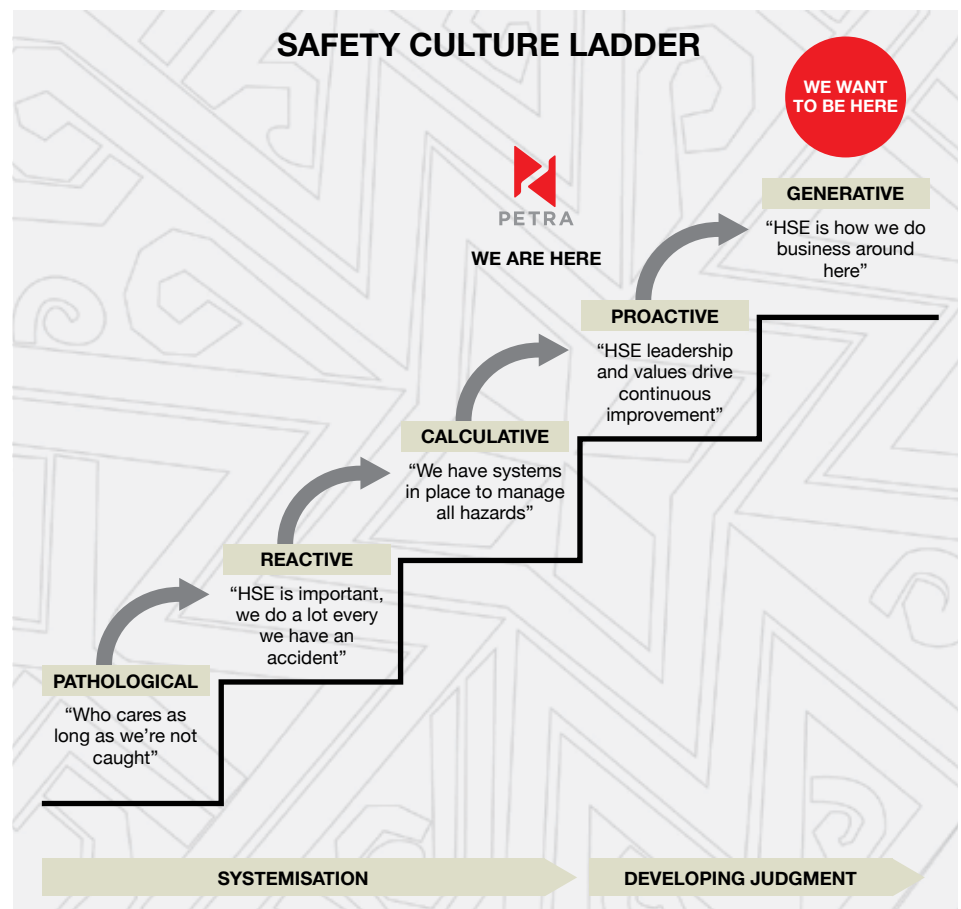 SAFETY CULTURE LADDER
WE WANT
TO BE HERE
PETRA
WE ARE HERE
GENERATIVE
“HSE is how we do
business around
here”
PROACTIVE
“HSE leadership
and values drive
continuous
improvement”
CALCULATIVE
“We have systems
in place to manage
all hazards”
REACTIVE
“HSE is important,
we do a lot every
we have an
accident”
PATHOLOGICAL
“Who cares as
long as we’re not
caught”
SYSTEMISATION
DEVELOPING JUDGMENT